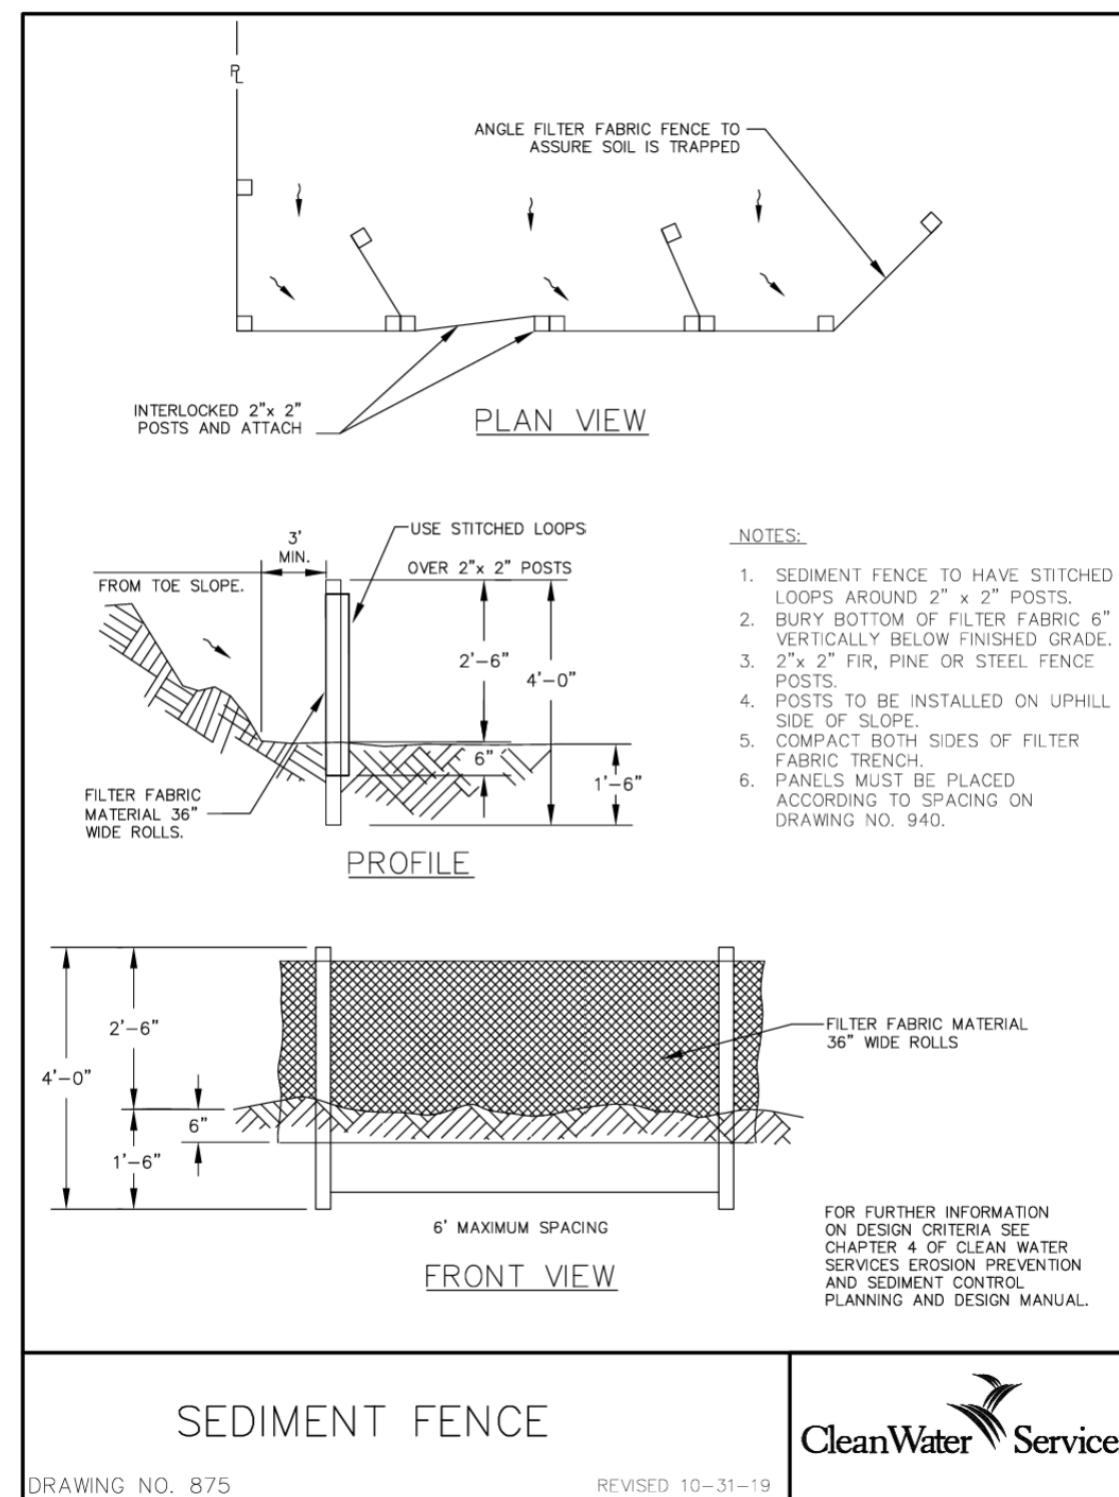 PL
ANGLE FILTER FABRIC FENCE TO
ASSURE SOIL IS TRAPPED
INTERLOCKED 2”x 2”
POSTS AND ATTACH
PLAN VIEW
3’
MIN.
FROM TOE SLOPE.
USE STITCHED LOOPS
OVER 2”x 2” POSTS
2’-6”
4’-0”
6”
1’-6”
FILTER FABRIC
MATERIAL 36”
WIDE ROLLS.
PROFILE
NOTES:
1. SEDIMENT FENCE TO HAVE STITCHED
LOOPS AROUND 2” x 2” POSTS.
2. BURY BOTTOM OF FILTER FABRIC 6”
VERTICALLY BELOW FINISHED GRADE.
3. 2”x 2” FIR, PINE OR STEEL FENCE
POSTS.
4. POSTS TO BE INSTALLED ON UPHILL
SIDE OF SLOPE.
5. COMPACT BOTH SIDES OF FILTER
FABRIC TRENCH.
6. PANELS MUST BE PLACED
ACCORDING TO SPACING ON
DRAWING NO. 940.
2’-6”
4’-0”
6”
1’-6”
FILTER FABRIC MATERIAL
36” WIDE ROLLS
6’ MAXIMUM SPACING
FRONT VIEW
FOR FURTHER INFORMATION
ON DESIGN CRITERIA SEE
CHAPTER 4 OF CLEAN WATER
SERVICES EROSION PREVENTION
AND SEDIMENT CONTROL
PLANNING AND DESIGN MANUAL.
SEDIMENT FENCE
DRAWING NO. 875
REVISED 10-31-19
CleanWater Service